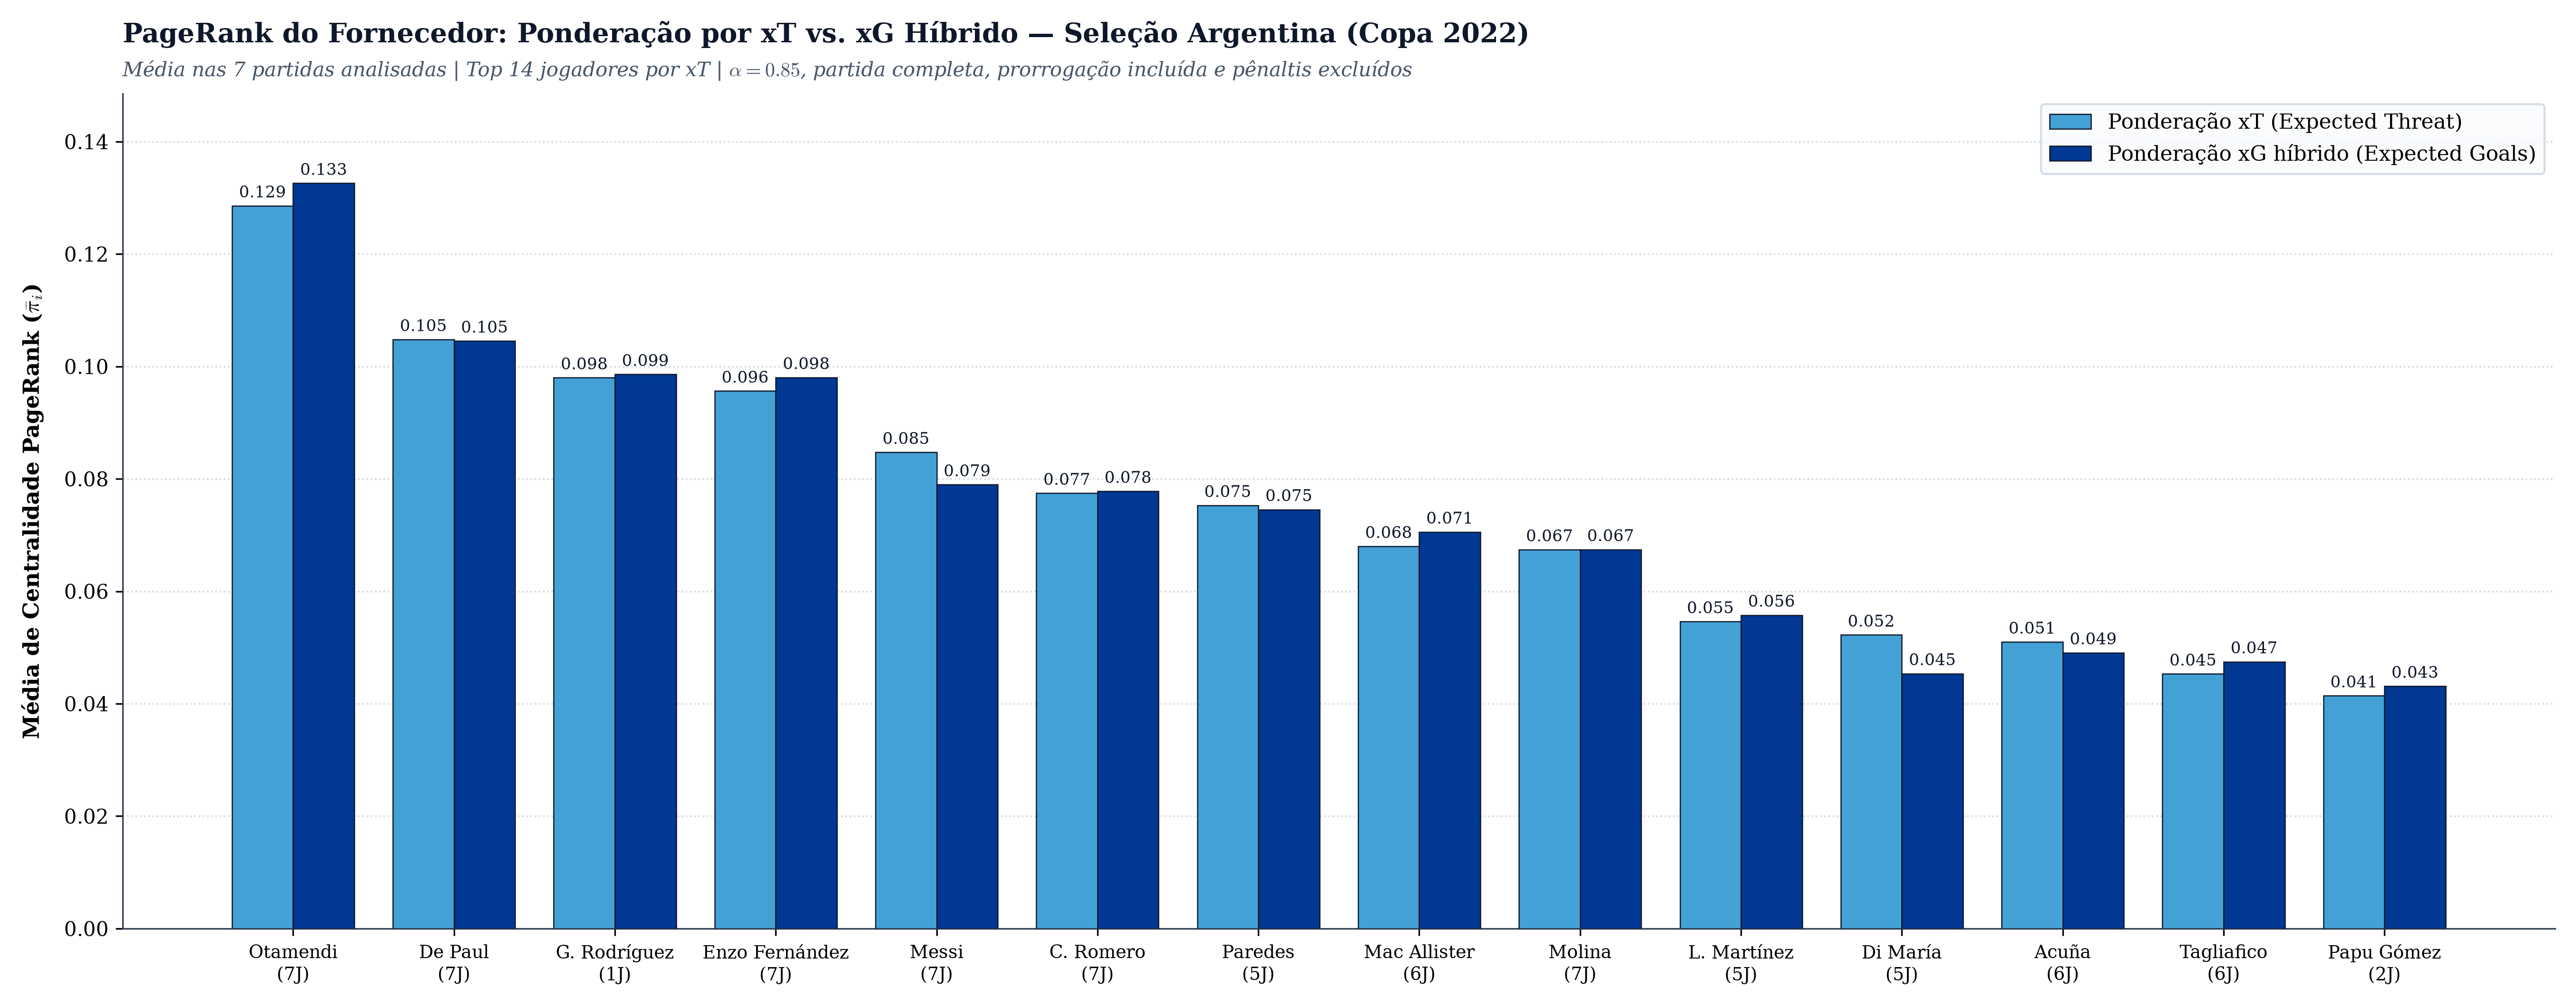 PageRank do Fornecedor: Ponderação por xT vs. xG Híbrido — Seleção Argentina (Copa 2022)
Média nas 7 partidas analisadas | Top 14 jogadores por xT | α = 0.85, partida completa, prorrogação incluída e pênaltis excluídos
Ponderação xT (Expected Threat)
Ponderação xG híbrido (Expected Goals)
Média de Centralidade PageRank (π̄ᵢ)
0.14
0.12
0.10
0.08
0.06
0.04
0.02
0.00
0.129 0.133
0.105 0.105
0.098 0.099
0.096 0.098
0.085 0.079
0.077 0.078
0.075 0.075
0.068 0.071
0.067 0.067
0.055 0.056
0.052 0.045
0.051 0.049
0.045 0.047
0.041 0.043
Otamendi
(7J)
De Paul
(7J)
G. Rodríguez
(1J)
Enzo Fernández
(7J)
Messi
(7J)
C. Romero
(7J)
Paredes
(5J)
Mac Allister
(6J)
Molina
(7J)
L. Martínez
(5J)
Di María
(5J)
Acuña
(6J)
Tagliafico
(6J)
Papu Gómez
(2J)